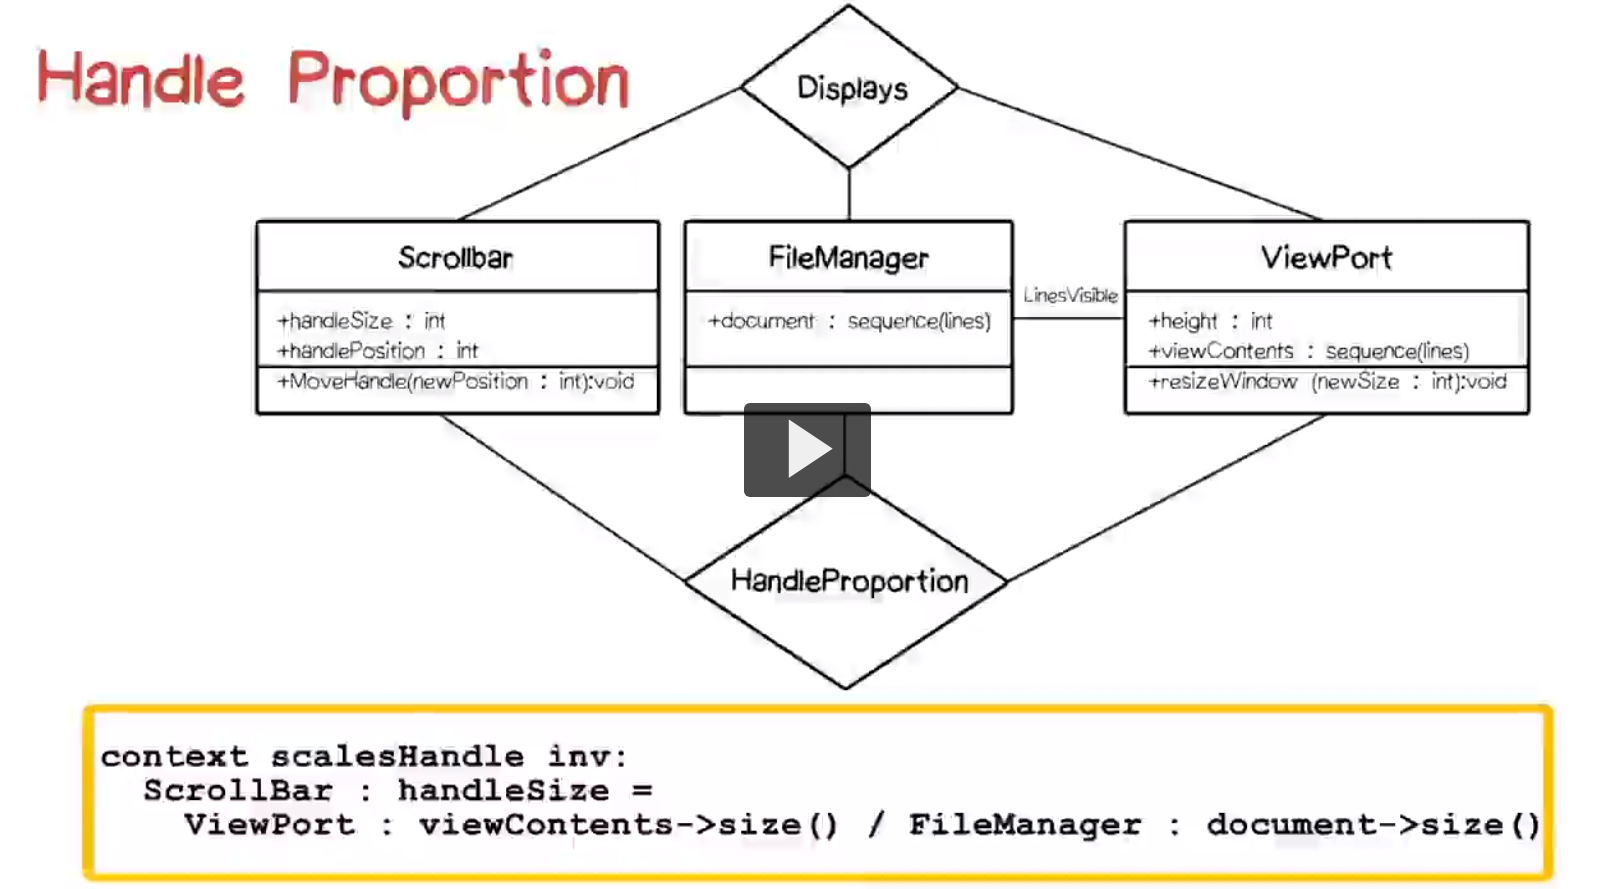 Handle Proportion
Displays
Scrollbar
+handleSize : int
+handlePosition : int
+MoveHandle(newPosition : int):void
FileManager
+document : sequence(lines)
LinesVisible
ViewPort
+height : int
+viewContents : sequence(lines)
+resizeWindow (newSize : int):void
HandleProportion
context scalesHandle inv:
ScrollBar : handleSize =
ViewPort : viewContents->size() / FileManager : document->size()